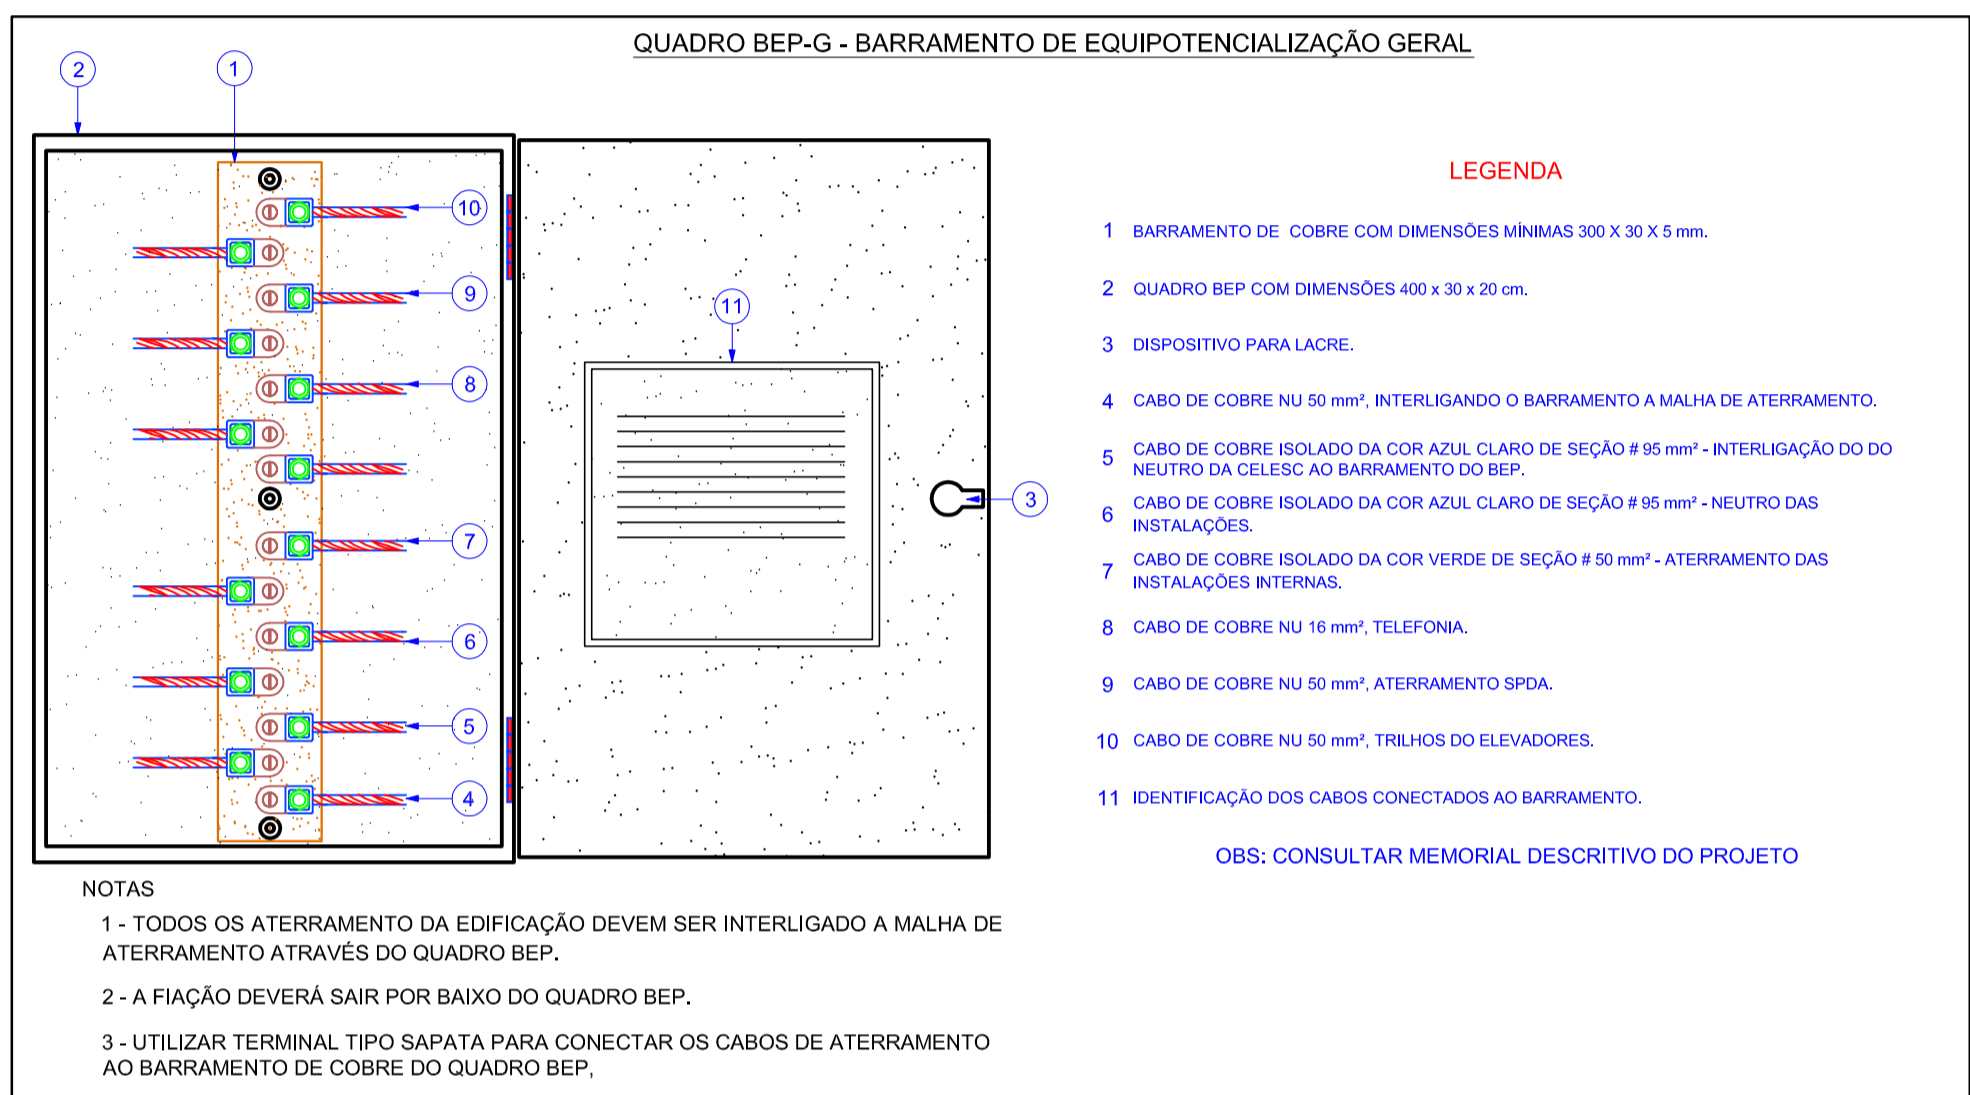 QUADRO BEP-G - BARRAMENTO DE EQUIPOTENCIALIZAÇÃO GERAL
2
1
10
9
8
7
6
5
4
11
3
LEGENDA
1 BARRAMENTO DE COBRE COM DIMENSÕES MÍNIMAS 300 X 30 X 5 mm.
2 QUADRO BEP COM DIMENSÕES 400 x 30 x 20 cm.
3 DISPOSITIVO PARA LACRE.
4 CABO DE COBRE NU 50 mm², INTERLIGANDO O BARRAMENTO A MALHA DE ATERRAMENTO.
5 CABO DE COBRE ISOLADO DA COR AZUL CLARO DE SEÇÃO # 95 mm² - INTERLIGAÇÃO DO DO
NEUTRO DA CELESC AO BARRAMENTO DO BEP.
6 CABO DE COBRE ISOLADO DA COR AZUL CLARO DE SEÇÃO # 95 mm² - NEUTRO DAS
INSTALAÇÕES.
7 CABO DE COBRE ISOLADO DA COR VERDE DE SEÇÃO # 50 mm² - ATERRAMENTO DAS
INSTALAÇÕES INTERNAS.
8 CABO DE COBRE NU 16 mm², TELEFONIA.
9 CABO DE COBRE NU 50 mm², ATERRAMENTO SPDA.
10 CABO DE COBRE NU 50 mm², TRILHOS DO ELEVADORES.
11 IDENTIFICAÇÃO DOS CABOS CONECTADOS AO BARRAMENTO.
OBS: CONSULTAR MEMORIAL DESCRITIVO DO PROJETO
NOTAS
1 - TODOS OS ATERRAMENTO DA EDIFICAÇÃO DEVEM SER INTERLIGADO A MALHA DE
ATERRAMENTO ATRAVÉS DO QUADRO BEP.
2 - A FIAÇÃO DEVERÁ SAIR POR BAIXO DO QUADRO BEP.
3 - UTILIZAR TERMINAL TIPO SAPATA PARA CONECTAR OS CABOS DE ATERRAMENTO
AO BARRAMENTO DE COBRE DO QUADRO BEP,